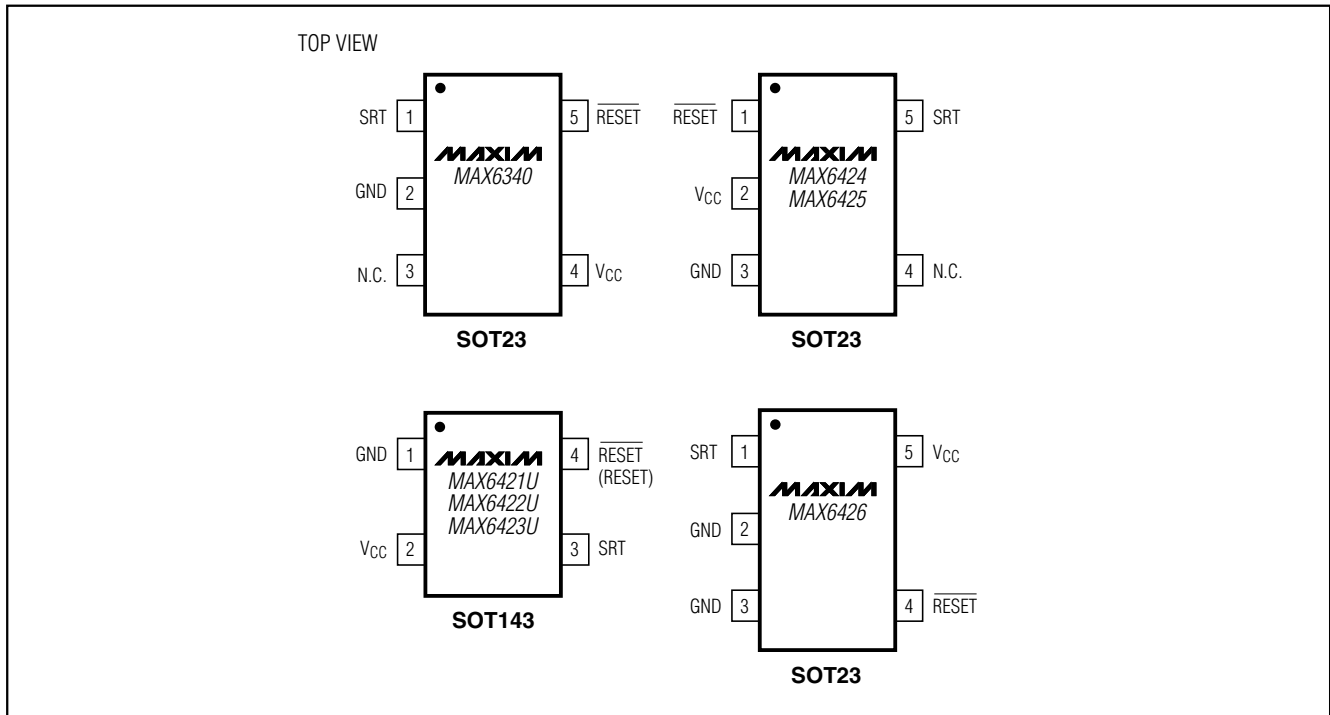 TOP VIEW
SRT 1
5 RESET
MAXIM
MAX6340
GND 2
N.C. 3
4 VCC
SOT23
RESET 1
5 SRT
MAXIM
MAX6424
MAX6425
VCC 2
GND 3
4 N.C.
SOT23
GND 1
4 RESET
(RESET)
MAXIM
MAX6421U
MAX6422U
MAX6423U
VCC 2
3 SRT
SOT143
SRT 1
5 VCC
MAXIM
MAX6426
GND 2
GND 3
4 RESET
SOT23